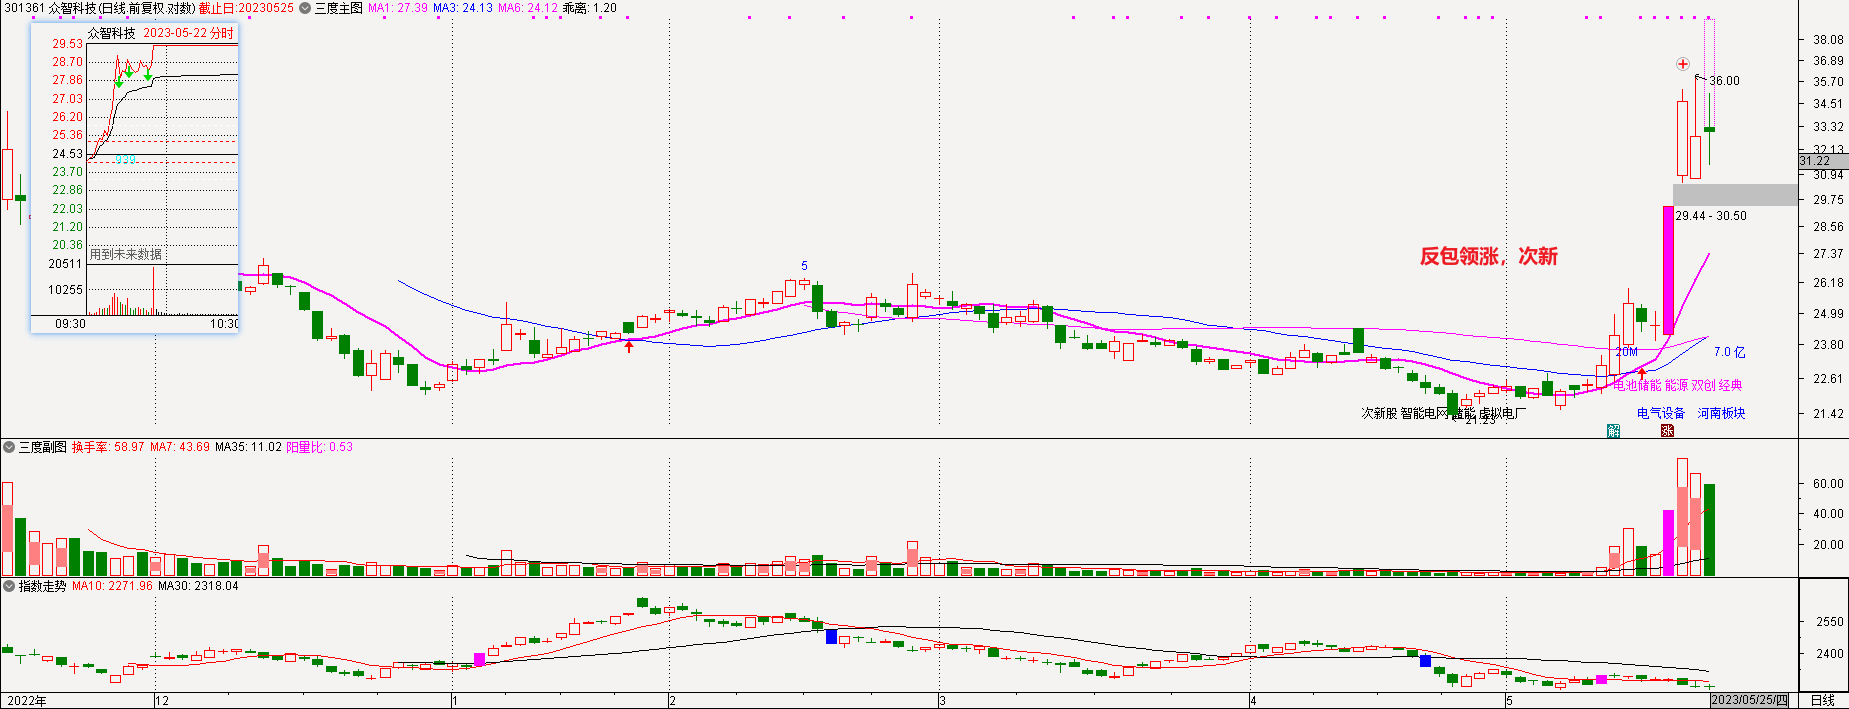 301361 众智科技(日线.前复权.对数) 截止日:20230525 三度主图 MA1: 27.39 MA3: 24.13 MA6: 24.12 乖离: 1.20
众智科技 2023-05-22 分时
29.53
28.70
27.86
27.03
26.20
25.36
24.53
23.70
22.86
22.03
21.20
20.36
929
用到未来数据
20511
10255
09:30 10:30
5
反包领涨，次新
36.00
29.44 - 30.50
20M
7.0 亿
电池储能 能源 双创 经典
次新股 智能电网 储能 虚拟电厂
电气设备 河南板块
21.23
解 涨
38.08
36.89
35.70
34.51
33.32
32.13
31.22
30.94
29.75
28.56
27.37
26.18
24.99
23.80
22.61
21.42
三度副图 换手率: 58.97 MA7: 43.69 MA35: 11.02 阳量比: 0.53
60.00
40.00
20.00
指数走势 MA10: 2271.96 MA30: 2318.04
2550
2400
2022年 12 1 2 3 4 5 2023/05/25/四 日线